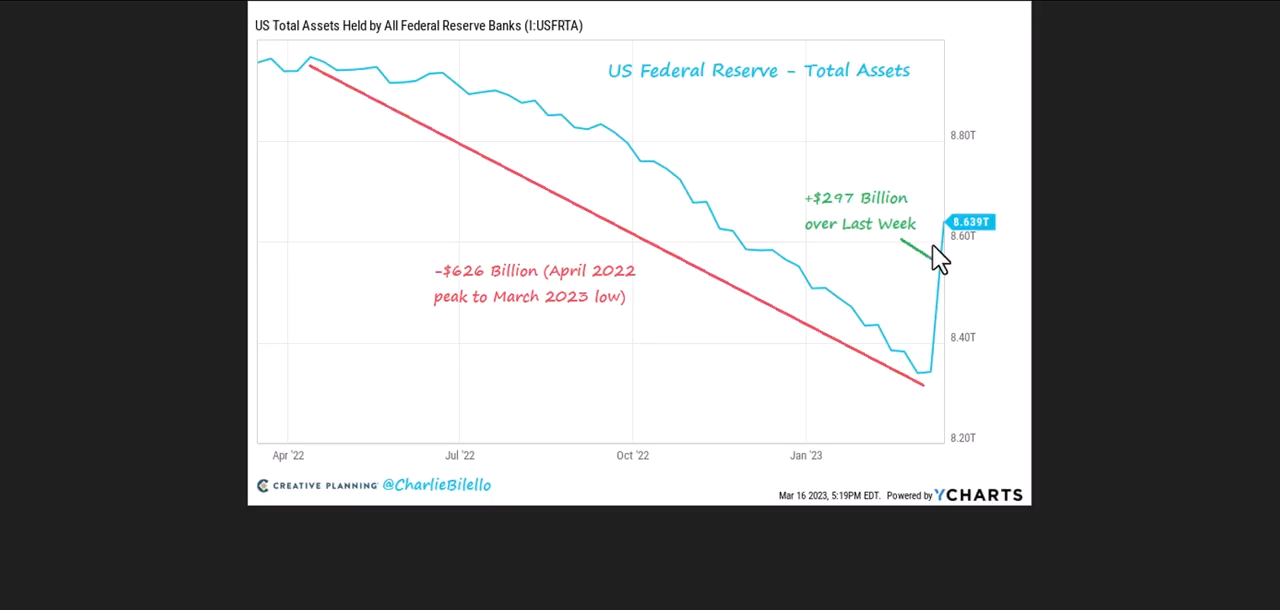 US Total Assets Held by All Federal Reserve Banks (I:USFRTA)
US Federal Reserve - Total Assets
8.80T
+$297 Billion
over Last Week
8.639T
8.60T
-$626 Billion (April 2022
peak to March 2023 low)
8.40T
8.20T
Apr '22 Jul '22 Oct '22 Jan '23
CREATIVE PLANNING @CharlieBilello
Mar 16 2023, 5:19PM EDT. Powered by YCHARTS